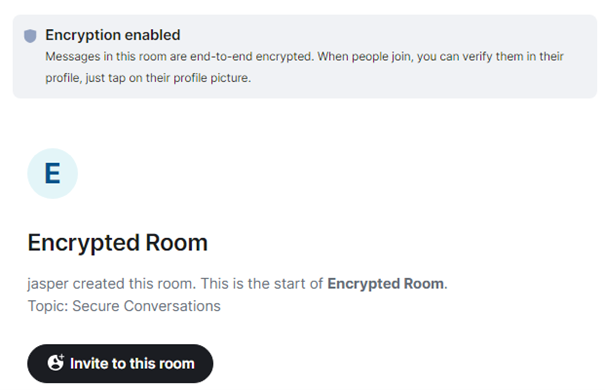 Encryption enabled
Messages in this room are end-to-end encrypted. When people join, you can verify them in their
profile, just tap on their profile picture.
E
Encrypted Room
jasper created this room. This is the start of Encrypted Room.
Topic: Secure Conversations
Invite to this room